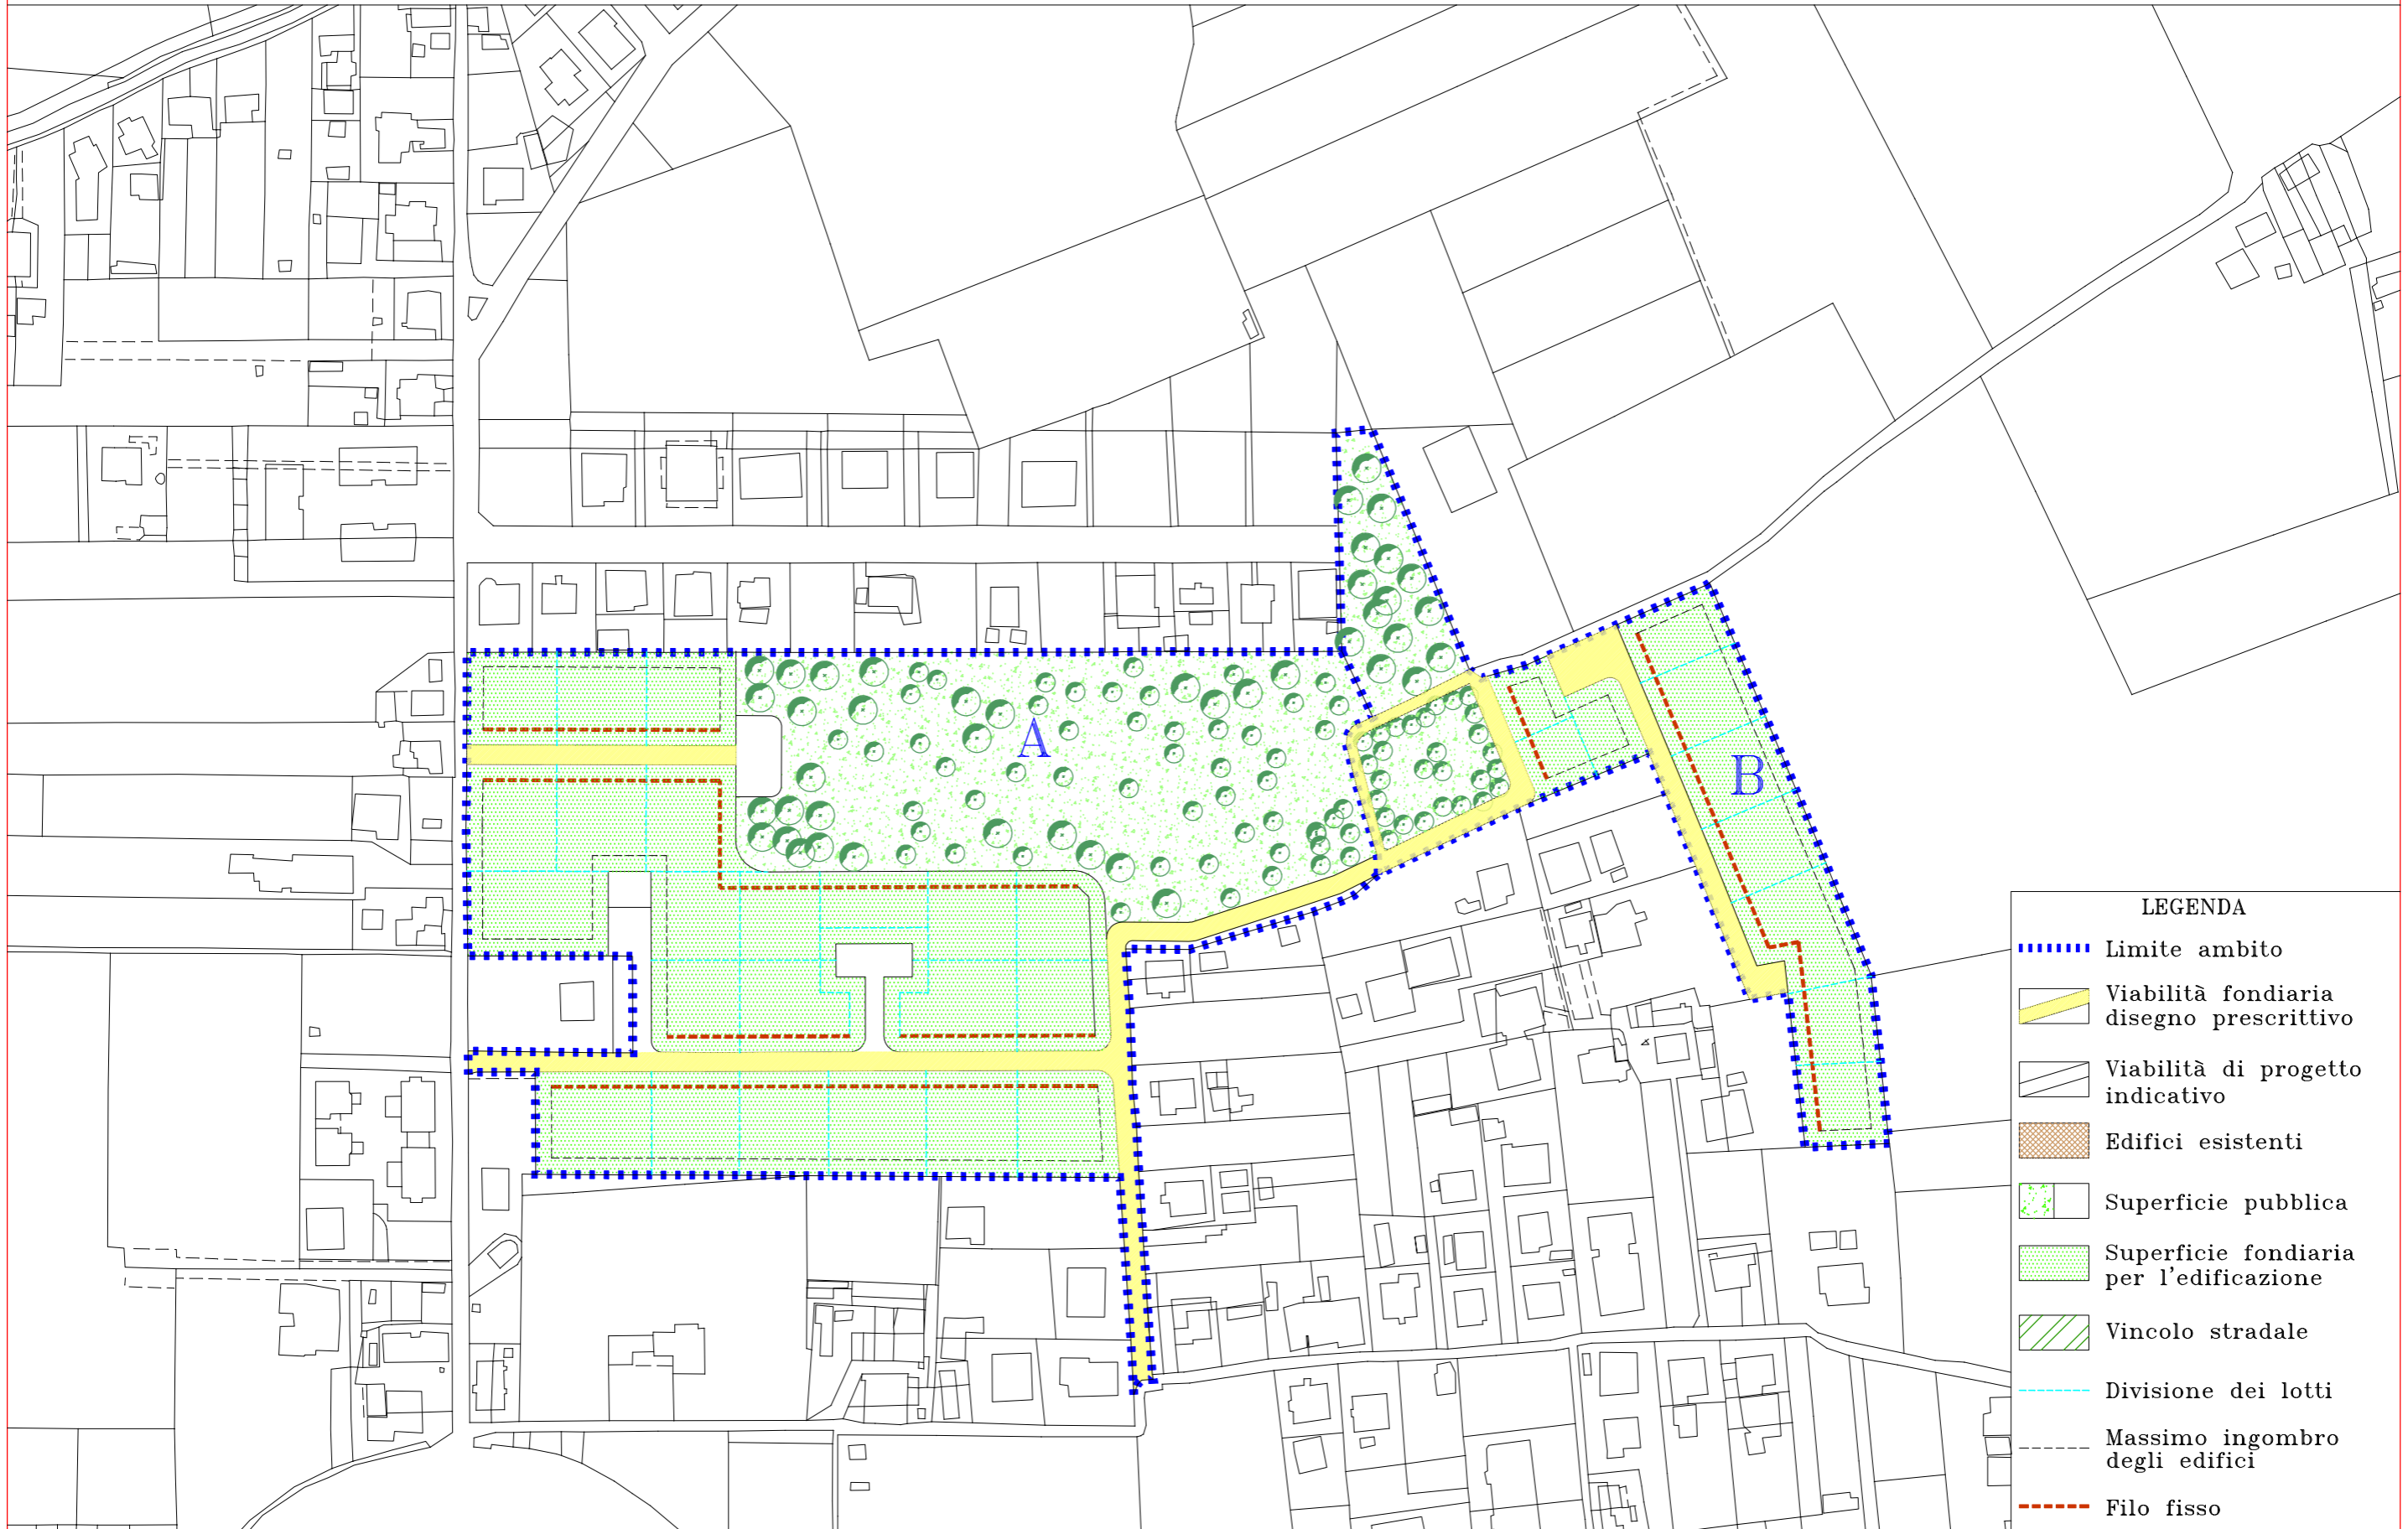 A
B
LEGENDA
Limite ambito
Viabilità fondiaria
disegno prescrittivo
Viabilità di progetto
indicativo
Edifici esistenti
Superficie pubblica
Superficie fondiaria
per l'edificazione
Vincolo stradale
Divisione dei lotti
Massimo ingombro
degli edifici
Filo fisso